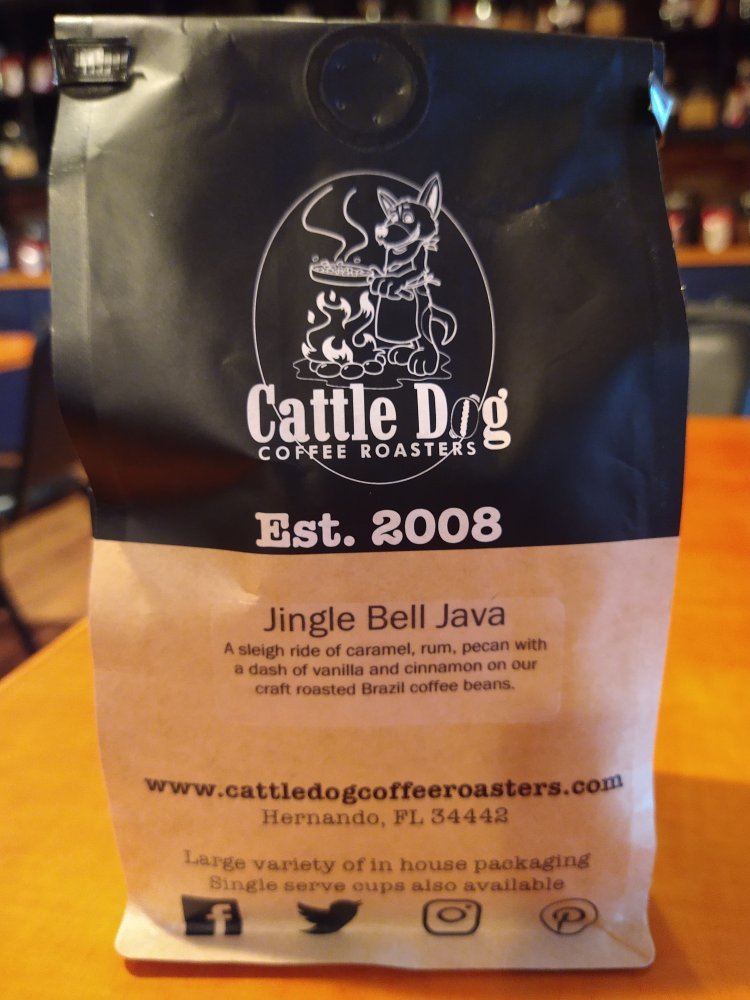 Cattle Dog
COFFEE ROASTERS
Est. 2008
Jingle Bell Java
A sleigh ride of caramel, rum, pecan with
a dash of vanilla and cinnamon on our
craft roasted Brazil coffee beans.
www.cattledogcoffeeroasters.com
Hernando, FL 34442
Large variety of in house packaging
Single serve cups also available